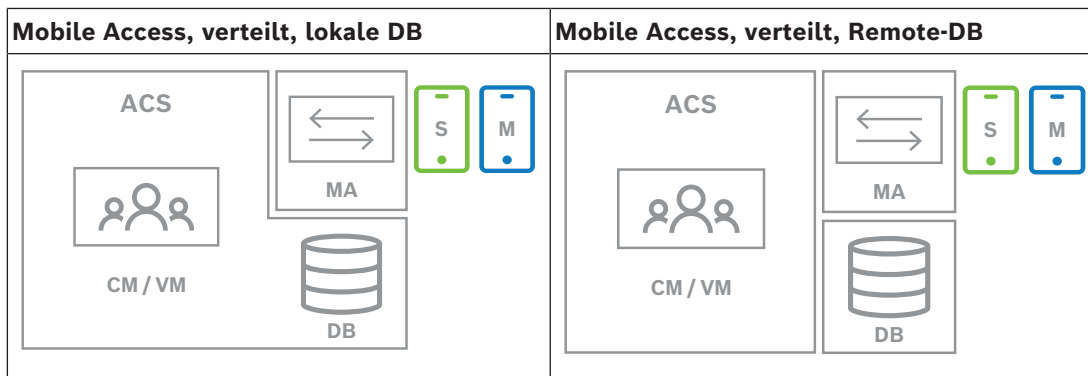 Mobile Access, verteilt, lokale DB
Mobile Access, verteilt, Remote-DB
ACS
S
M
MA
CM / VM
DB
ACS
S
M
MA
CM / VM
DB